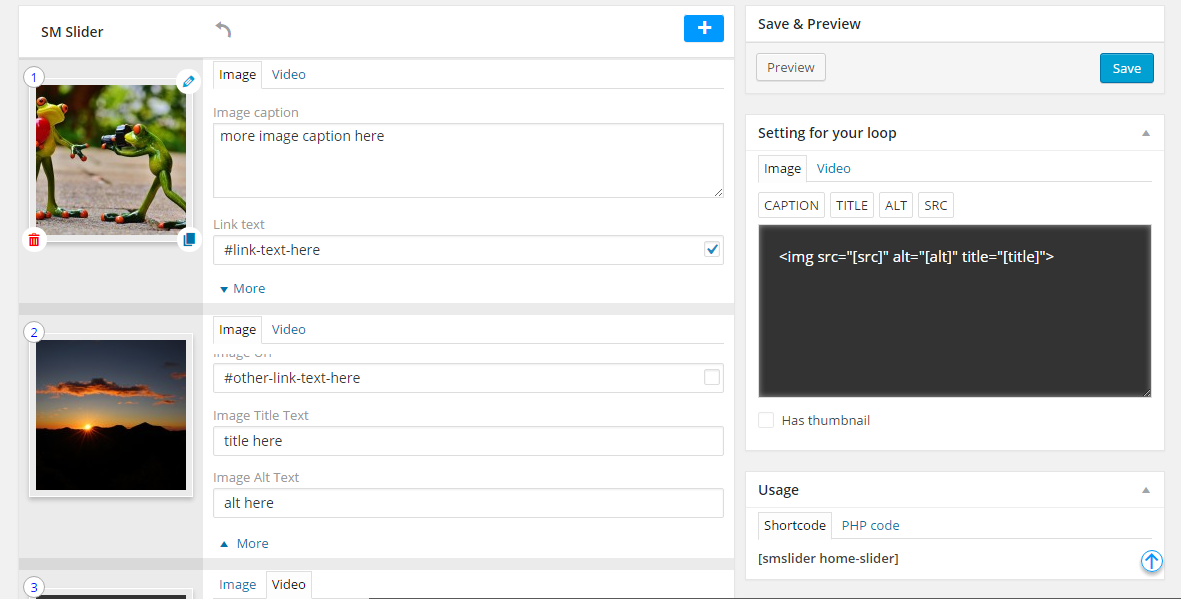 SM Slider
1
Image Video
Image caption
more image caption here
Link text
#link-text-here
More
2
Image Video
Image Url
#other-link-text-here
Image Title Text
title here
Image Alt Text
alt here
More
3
Image Video
Save & Preview
Preview Save
Setting for your loop
Image Video
CAPTION TITLE ALT SRC
<img src="[src]" alt="[alt]" title="[title]">
Has thumbnail
Usage
Shortcode PHP code
[smslider home-slider]